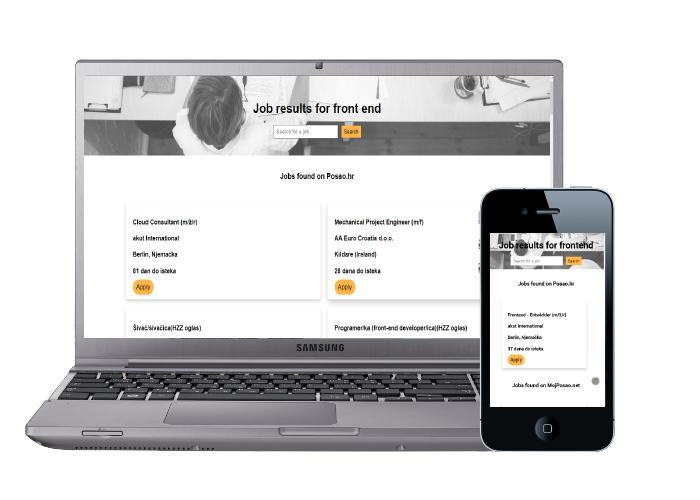 Job results for front end
Search for a job
Search
Jobs found on Posao.hr
Cloud Consultant (m/ž/r)
akut International
Berlin, Njemačka
81 dan do isteka
Apply
Mechanical Project Engineer (m/f)
AA Euro Croatia d.o.o.
Kildare (Ireland)
28 dana do isteka
Apply
Šivač/šivačica(HZZ oglas)
Programer/ka (front-end developer/ica)(HZZ oglas)
SAMSUNG
Job results for frontend
Search for a job
Search
Jobs found on Posao.hr
Frontend - Entwickler (m/ž/r)
akut International
Berlin, Njemačka
37 dana do isteka
Apply
Jobs found on MojPosao.net